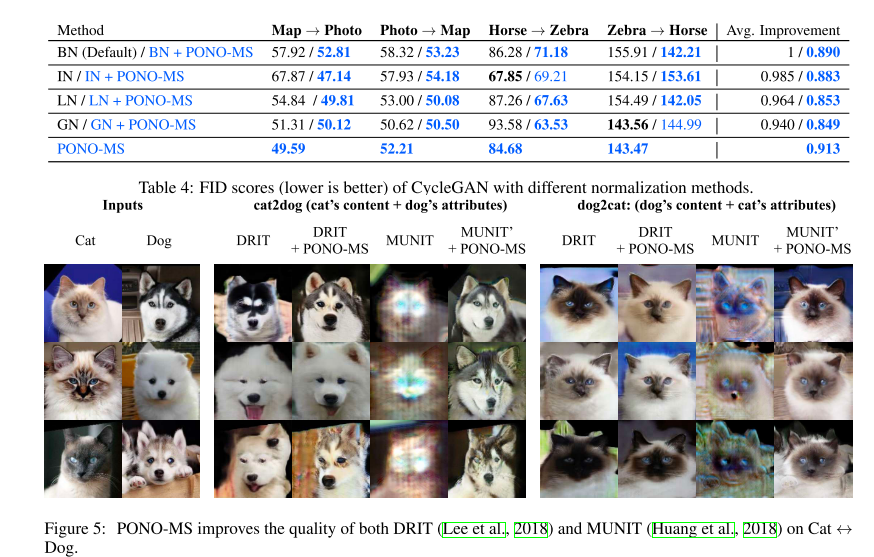 Method Map → Photo Photo → Map Horse → Zebra Zebra → Horse Avg. Improvement
BN (Default) / BN + PONO-MS 57.92 / 52.81 58.32 / 53.23 86.28 / 71.18 155.91 / 142.21 1 / 0.890
IN / IN + PONO-MS 67.87 / 47.14 57.93 / 54.18 67.85 / 69.21 154.15 / 153.61 0.985 / 0.883
LN / LN + PONO-MS 54.84 / 49.81 53.00 / 50.08 87.26 / 67.63 154.49 / 142.05 0.964 / 0.853
GN / GN + PONO-MS 51.31 / 50.12 50.62 / 50.50 93.58 / 63.53 143.56 / 144.99 0.940 / 0.849
PONO-MS 49.59 52.21 84.68 143.47 0.913
Table 4: FID scores (lower is better) of CycleGAN with different normalization methods.
Inputs cat2dog (cat's content + dog's attributes) dog2cat: (dog's content + cat's attributes)
Cat Dog DRIT DRIT + PONO-MS MUNIT MUNIT' + PONO-MS DRIT DRIT + PONO-MS MUNIT MUNIT' + PONO-MS
Figure 5: PONO-MS improves the quality of both DRIT (Lee et al., 2018) and MUNIT (Huang et al., 2018) on Cat ↔
Dog.